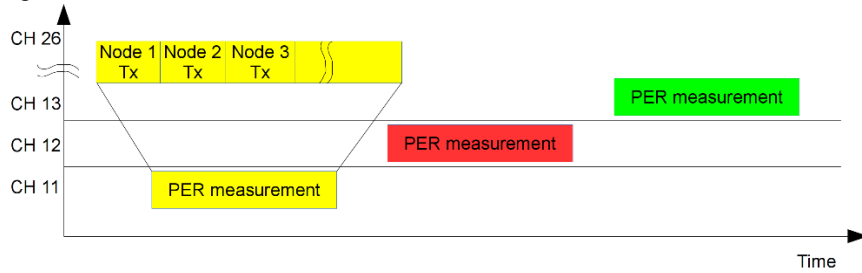 CH 26
Node 1 Node 2 Node 3
Tx Tx Tx
CH 13
PER measurement
CH 12
PER measurement
CH 11
PER measurement
Time